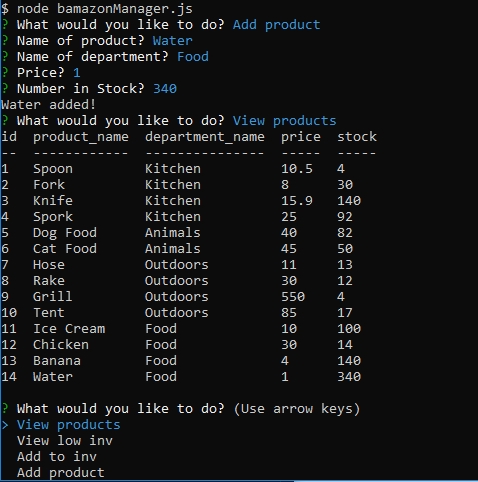 $ node bamazonManager.js
? What would you like to do? Add product
? Name of product? Water
? Name of department? Food
? Price? 1
? Number in Stock? 340
Water added!
? What would you like to do? View products
id  product_name  department_name  price  stock
--  ------------  ---------------  -----  -----
1   Spoon         Kitchen          10.5   4
2   Fork          Kitchen          8      30
3   Knife         Kitchen          15.9   140
4   Spork         Kitchen          25     92
5   Dog Food      Animals          40     82
6   Cat Food      Animals          45     50
7   Hose          Outdoors         11     13
8   Rake          Outdoors         30     12
9   Grill         Outdoors         550    4
10  Tent          Outdoors         85     17
11  Ice Cream     Food             10     100
12  Chicken       Food             30     14
13  Banana        Food             4      140
14  Water         Food             1      340
? What would you like to do? (Use arrow keys)
> View products
  View low inv
  Add to inv
  Add product